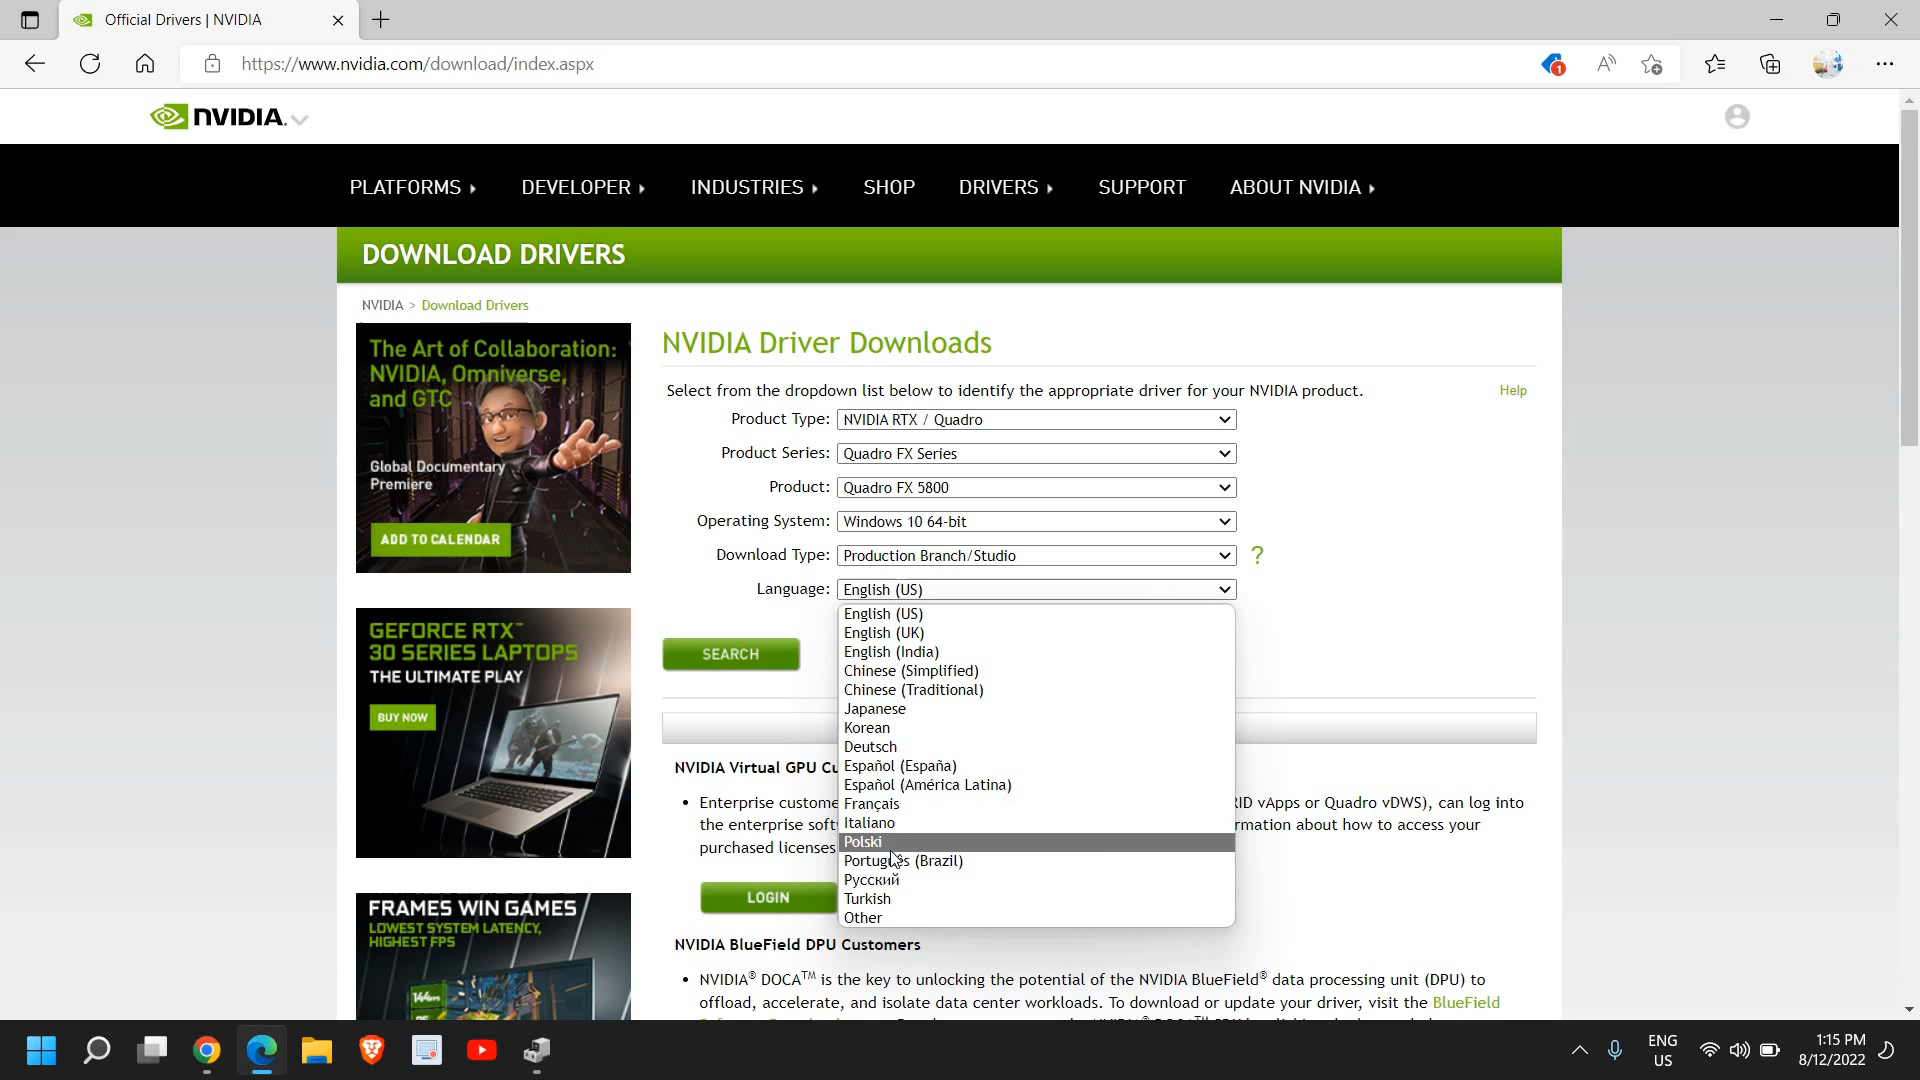 Official Drivers | NVIDIA
https://www.nvidia.com/download/index.aspx
1
NVIDIA.
PLATFORMS
DEVELOPER
INDUSTRIES
SHOP
DRIVERS
SUPPORT
ABOUT NVIDIA
DOWNLOAD DRIVERS
NVIDIA > Download Drivers
The Art of Collaboration:
NVIDIA, Omniverse,
and GTC
Global Documentary
Premiere
ADD TO CALENDAR
GEFORCE RTX™
30 SERIES LAPTOPS
THE ULTIMATE PLAY
BUY NOW
FRAMES WIN GAMES
LOWEST SYSTEM LATENCY,
HIGHEST FPS
NVIDIA Driver Downloads
Select from the dropdown list below to identify the appropriate driver for your NVIDIA product.
Help
Product Type: NVIDIA RTX / Quadro
Product Series: Quadro FX Series
Product: Quadro FX 5800
Operating System: Windows 10 64-bit
Download Type: Production Branch/Studio ?
Language: English (US)
English (US)
English (UK)
English (India)
Chinese (Simplified)
Chinese (Traditional)
Japanese
Korean
Deutsch
Español (España)
Español (América Latina)
Français
Italiano
Polski
Português (Brazil)
Русский
Turkish
Other
SEARCH
NVIDIA Virtual GPU Cu
• Enterprise custome RID vApps or Quadro vDWS), can log into
the enterprise soft rmation about how to access your
purchased licenses
LOGIN
NVIDIA BlueField DPU Customers
• NVIDIA® DOCA™ is the key to unlocking the potential of the NVIDIA BlueField® data processing unit (DPU) to
offload, accelerate, and isolate data center workloads. To download or update your driver, visit the BlueField
ENG
US
1:15 PM
8/12/2022